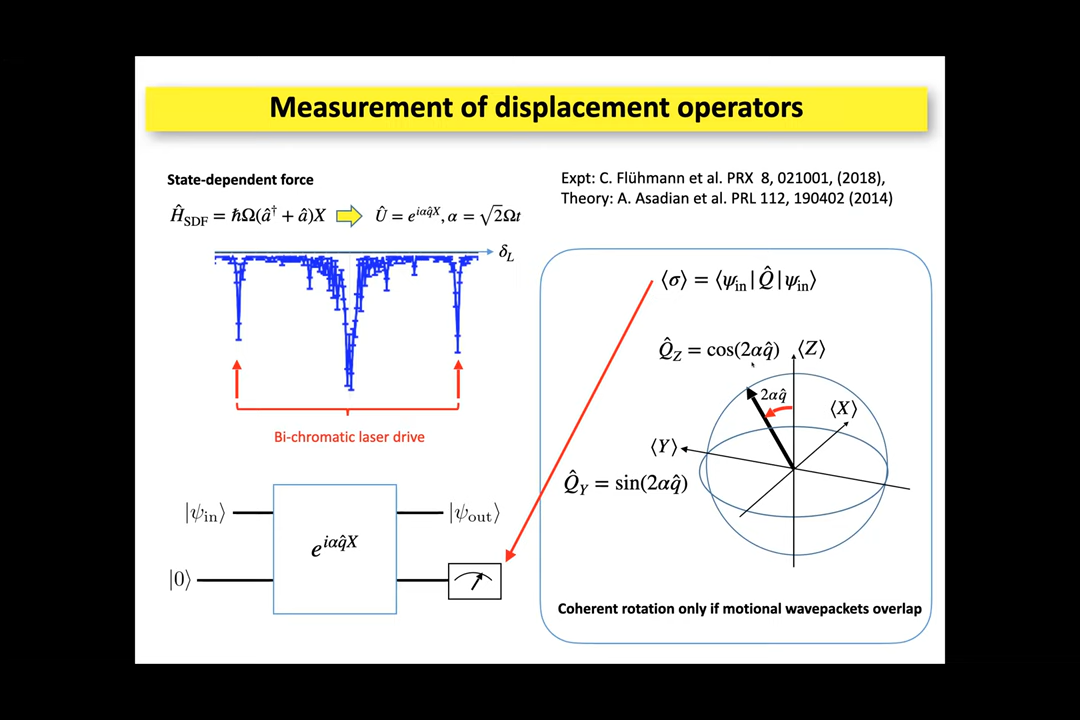 Measurement of displacement operators
State-dependent force
Ĥ_SDF = ℏΩ(â† + â)X
Û = e^{iαq̂X}, α = √2Ωt
δ_L
Bi-chromatic laser drive
|ψ_in⟩
|ψ_out⟩
e^{iαq̂X}
|0⟩
Expt: C. Flühmann et al. PRX 8, 021001, (2018),
Theory: A. Asadian et al. PRL 112, 190402 (2014)
⟨σ⟩ = ⟨ψ_in|Q̂|ψ_in⟩
Q̂_Z = cos(2αq̂)
⟨Z⟩
2αq̂
⟨X⟩
⟨Y⟩
Q̂_Y = sin(2αq̂)
Coherent rotation only if motional wavepackets overlap